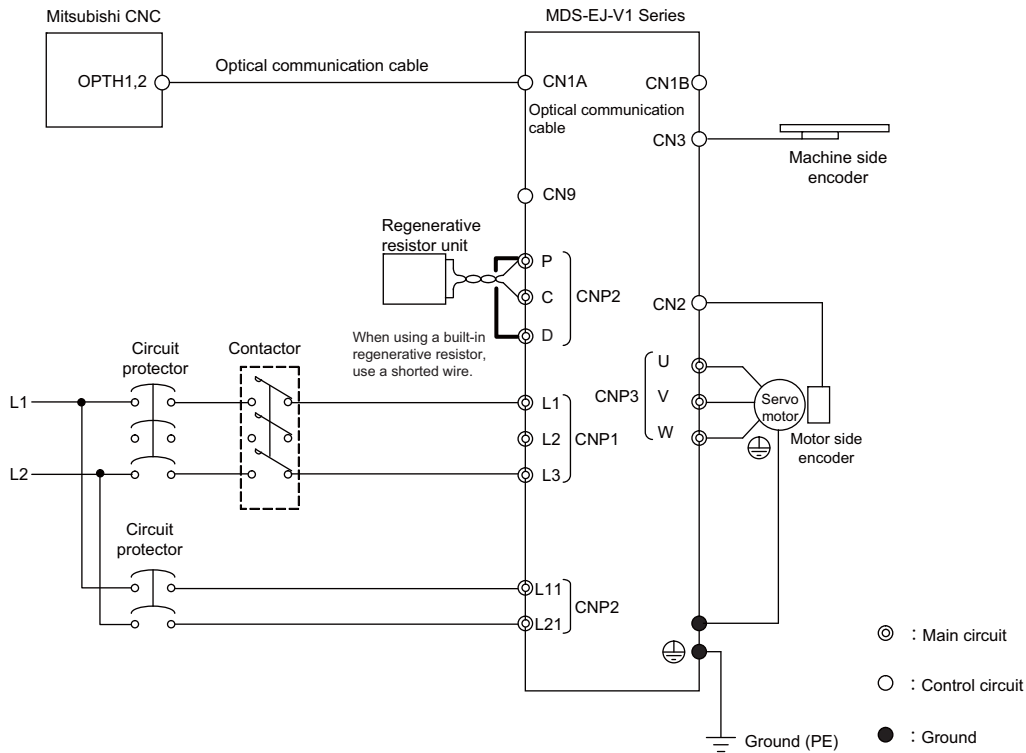 Mitsubishi CNC
MDS-EJ-V1 Series
OPTH1,2
Optical communication cable
CN1A
CN1B
Optical communication
cable
CN3
Machine side
encoder
CN9
Regenerative
resistor unit
P
C
CNP2
D
CN2
When using a built-in
regenerative resistor,
use a shorted wire.
Circuit
protector
Contactor
U
CNP3
V
W
Servo
motor
Motor side
encoder
L1
L1
L2
CNP1
L2
L3
Circuit
protector
L11
CNP2
L21
: Main circuit
: Control circuit
: Ground
Ground (PE)